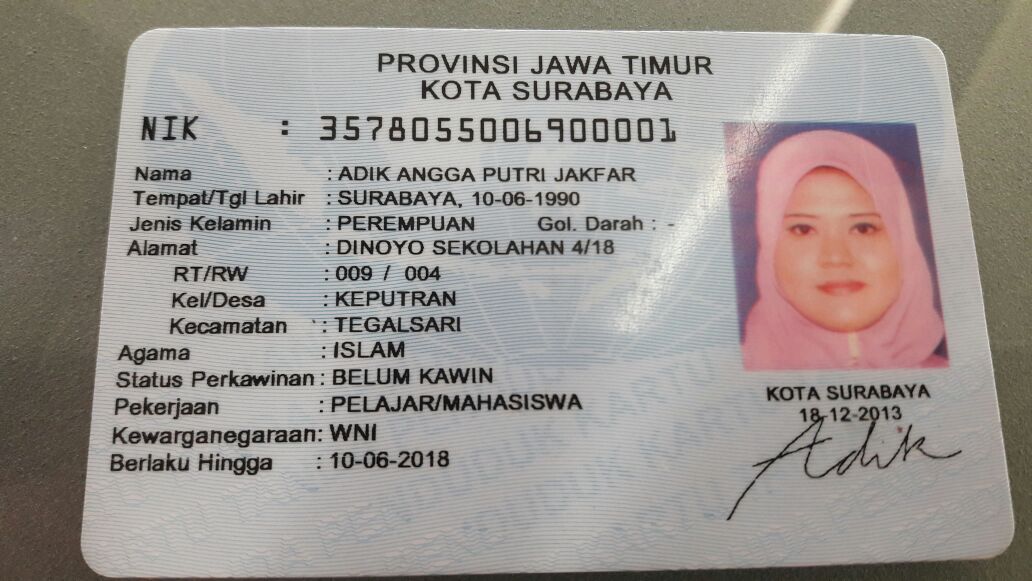 PROVINSI JAWA TIMUR
KOTA SURABAYA
NIK : 3578055006900001
Nama : ADIK ANGGA PUTRI JAKFAR
Tempat/Tgl Lahir : SURABAYA, 10-06-1990
Jenis Kelamin : PEREMPUAN Gol. Darah : -
Alamat : DINOYO SEKOLAHAN 4/18
RT/RW : 009 / 004
Kel/Desa : KEPUTRAN
Kecamatan : TEGALSARI
Agama : ISLAM
Status Perkawinan : BELUM KAWIN
Pekerjaan : PELAJAR/MAHASISWA
Kewarganegaraan : WNI
Berlaku Hingga : 10-06-2018
KOTA SURABAYA
18-12-2013
Adik